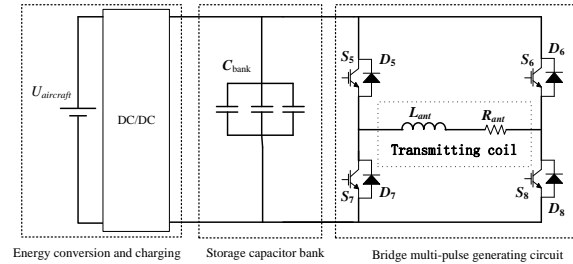 U_aircraft
DC/DC
C_bank
S5
D5
S6
D6
L_ant
R_ant
Transmitting coil
S7
D7
S8
D8
Energy conversion and charging
Storage capacitor bank
Bridge multi-pulse generating circuit